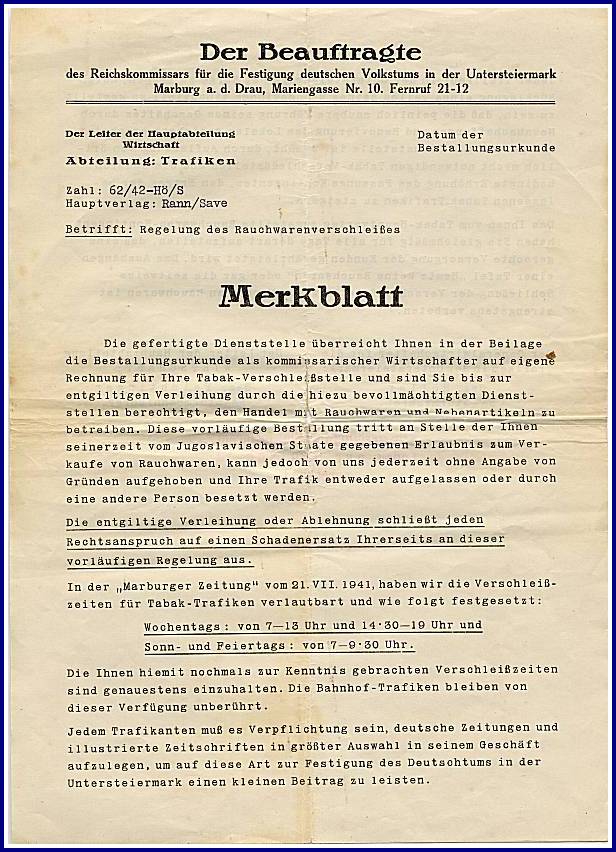 Der Beauftragte
des Reichskommissars für die Festigung deutschen Volkstums in der Untersteiermark
Marburg a. d. Drau, Mariengasse Nr. 10. Fernruf 21-12
Der Leiter der Hauptabteilung
Wirtschaft
Abteilung: Trafiken
Datum der
Bestallungsurkunde
Zahl: 62/42-Hö/S
Hauptverlag: Rann/Save
Betrifft: Regelung des Rauchwarenverschleißes
Merkblatt
Die gefertigte Dienststelle überreicht Ihnen in der Beilage
die Bestallungsurkunde als kommissarischer Wirtschafter auf eigene
Rechnung für Ihre Tabak-Verschleißstelle und sind Sie bis zur
entgiltigen Verleihung durch die hiezu bevollmächtigten Dienst-
stellen berechtigt, den Handel mit Rauchwaren und Nebenartikeln zu
betreiben. Diese vorläufige Bestallung tritt an Stelle der Ihnen
seinerzeit vom Jugoslavischen Staate gegebenen Erlaubnis zum Ver-
kaufe von Rauchwaren, kann jedoch von uns jederzeit ohne Angabe von
Gründen aufgehoben und Ihre Trafik entweder aufgelassen oder durch
eine andere Person besetzt werden.
Die entgiltige Verleihung oder Ablehnung schließt jeden
Rechtsanspruch auf einen Schadenersatz Ihrerseits an dieser
vorläufigen Regelung aus.
In der „Marburger Zeitung" vom 21. VII. 1941, haben wir die Verschleiß-
zeiten für Tabak-Trafiken verlautbart und wie folgt festgesetzt:
Wochentags: von 7—13 Uhr und 14·30—19 Uhr und
Sonn- und Feiertags: von 7—9·30 Uhr.
Die Ihnen hiemit nochmals zur Kenntnis gebrachten Verschleißzeiten
sind genauestens einzuhalten. Die Bahnhof-Trafiken bleiben von
dieser Verfügung unberührt.
Jedem Trafikanten muß es Verpflichtung sein, deutsche Zeitungen und
illustrierte Zeitschriften in größter Auswahl in seinem Geschäft
aufzulegen, um auf diese Art zur Festigung des Deutschtums in der
Untersteiermark einen kleinen Beitrag zu leisten.